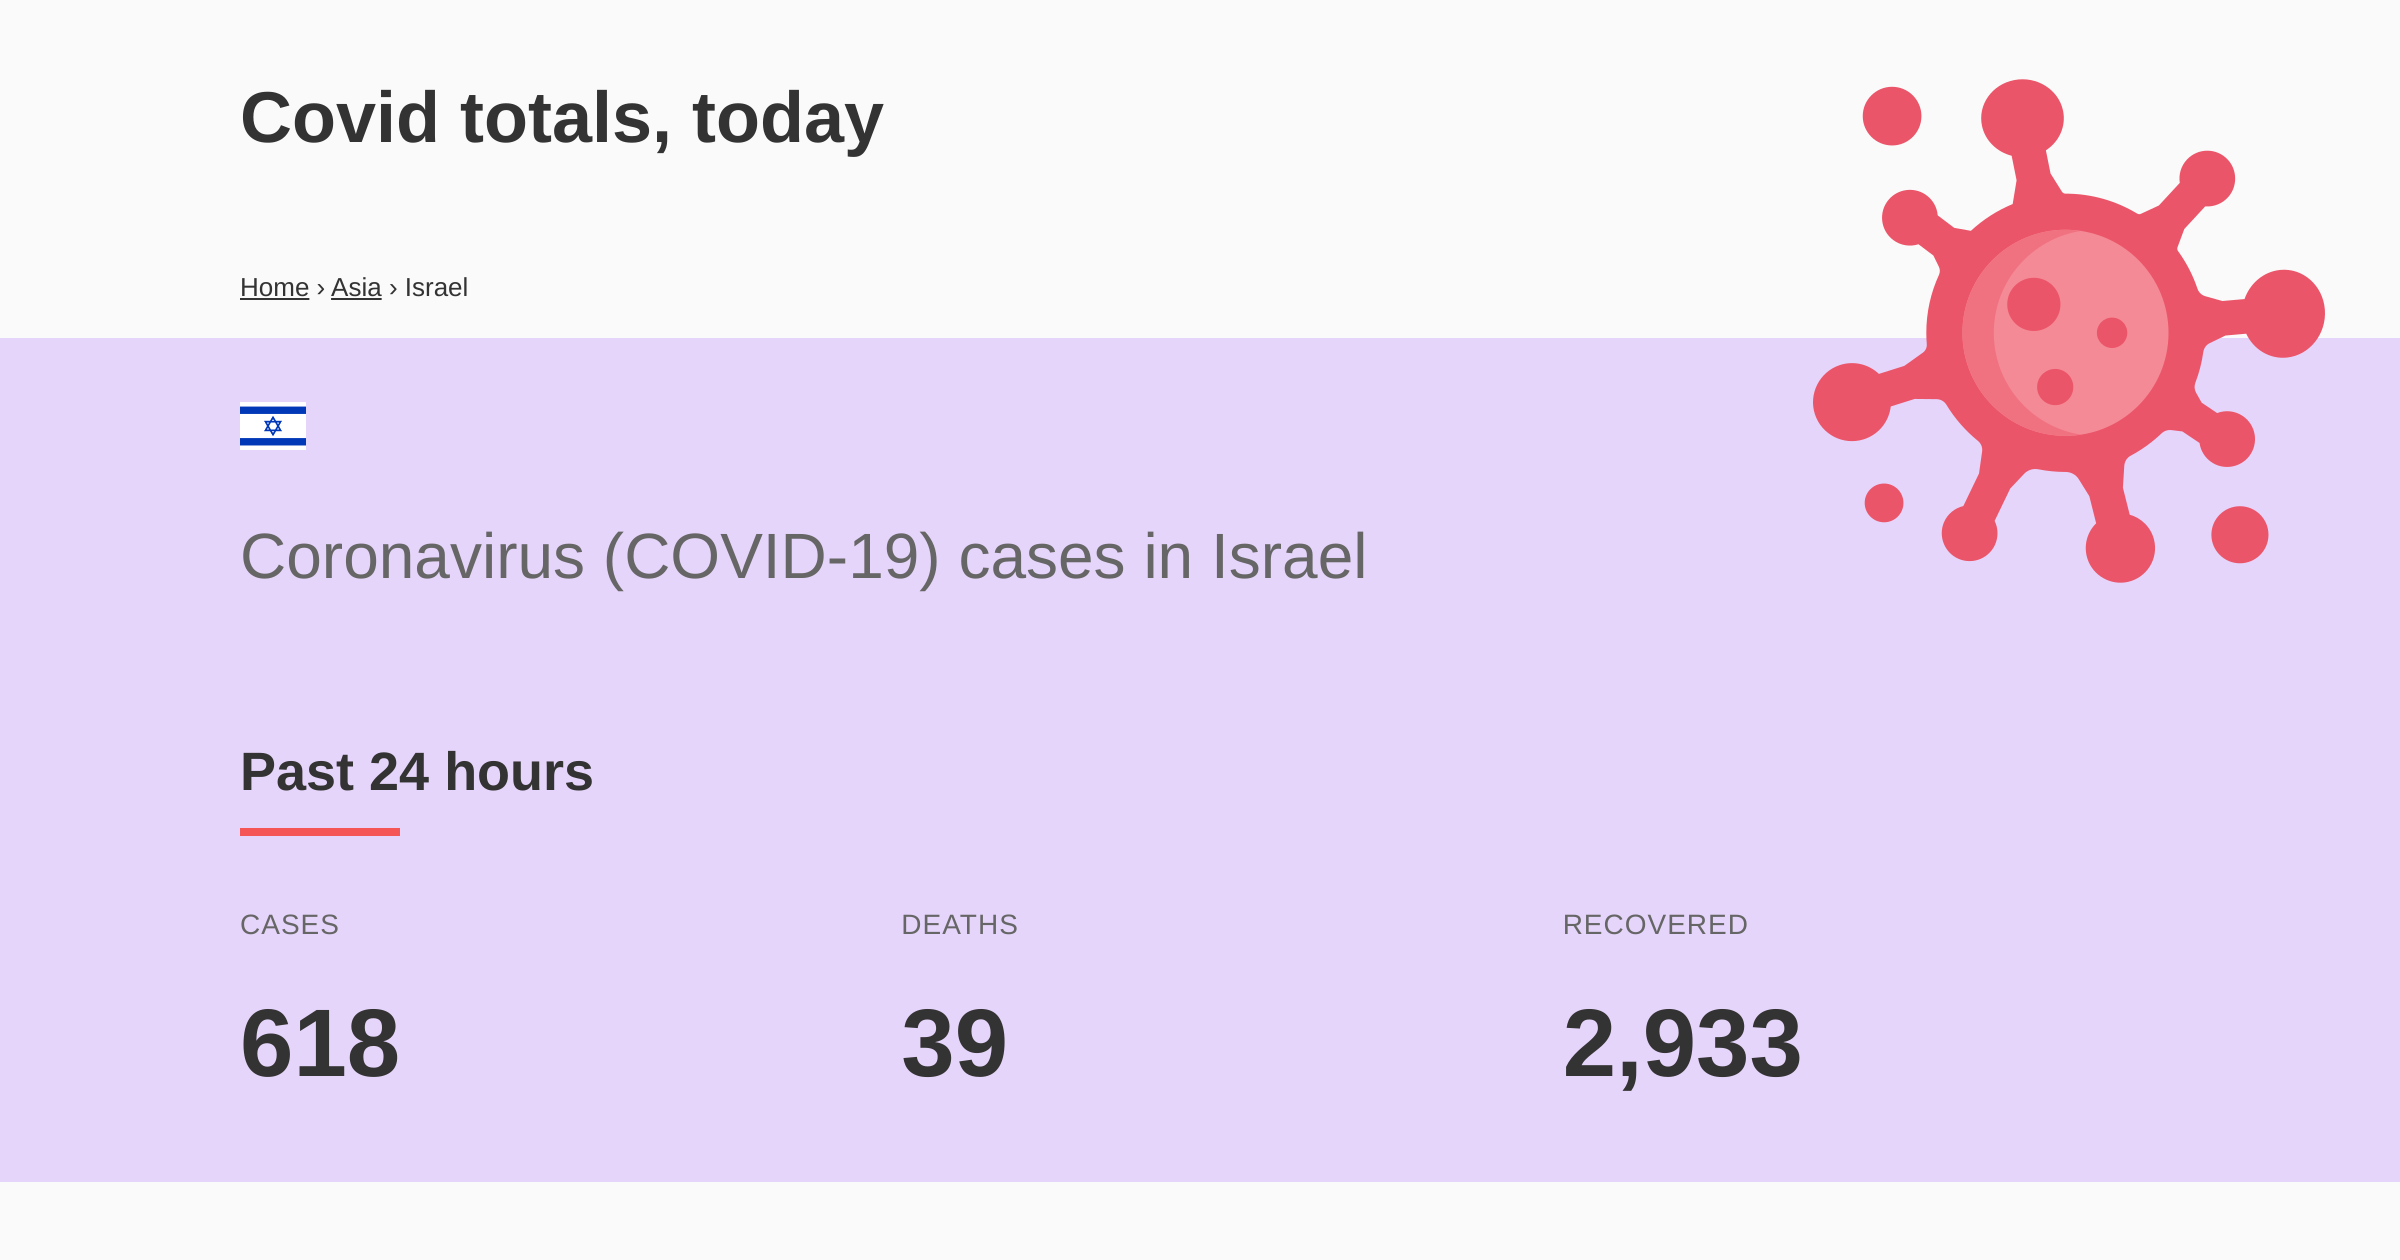 Covid totals, today
Home › Asia › Israel
Coronavirus (COVID-19) cases in Israel
Past 24 hours
CASES DEATHS RECOVERED
618 39 2,933